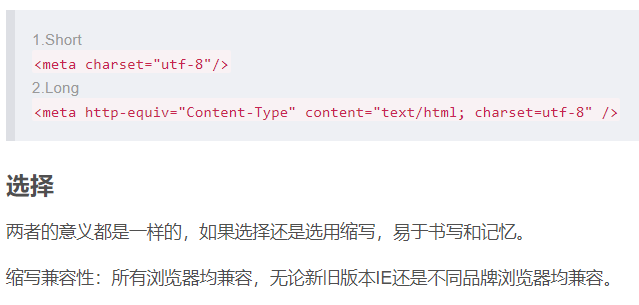 1.Short
<meta charset="utf-8"/>
2.Long
<meta http-equiv="Content-Type" content="text/html; charset=utf-8" />
选择
两者的意义都是一样的，如果选择还是选用缩写，易于书写和记忆。
缩写兼容性：所有浏览器均兼容，无论新旧版本IE还是不同品牌浏览器均兼容。